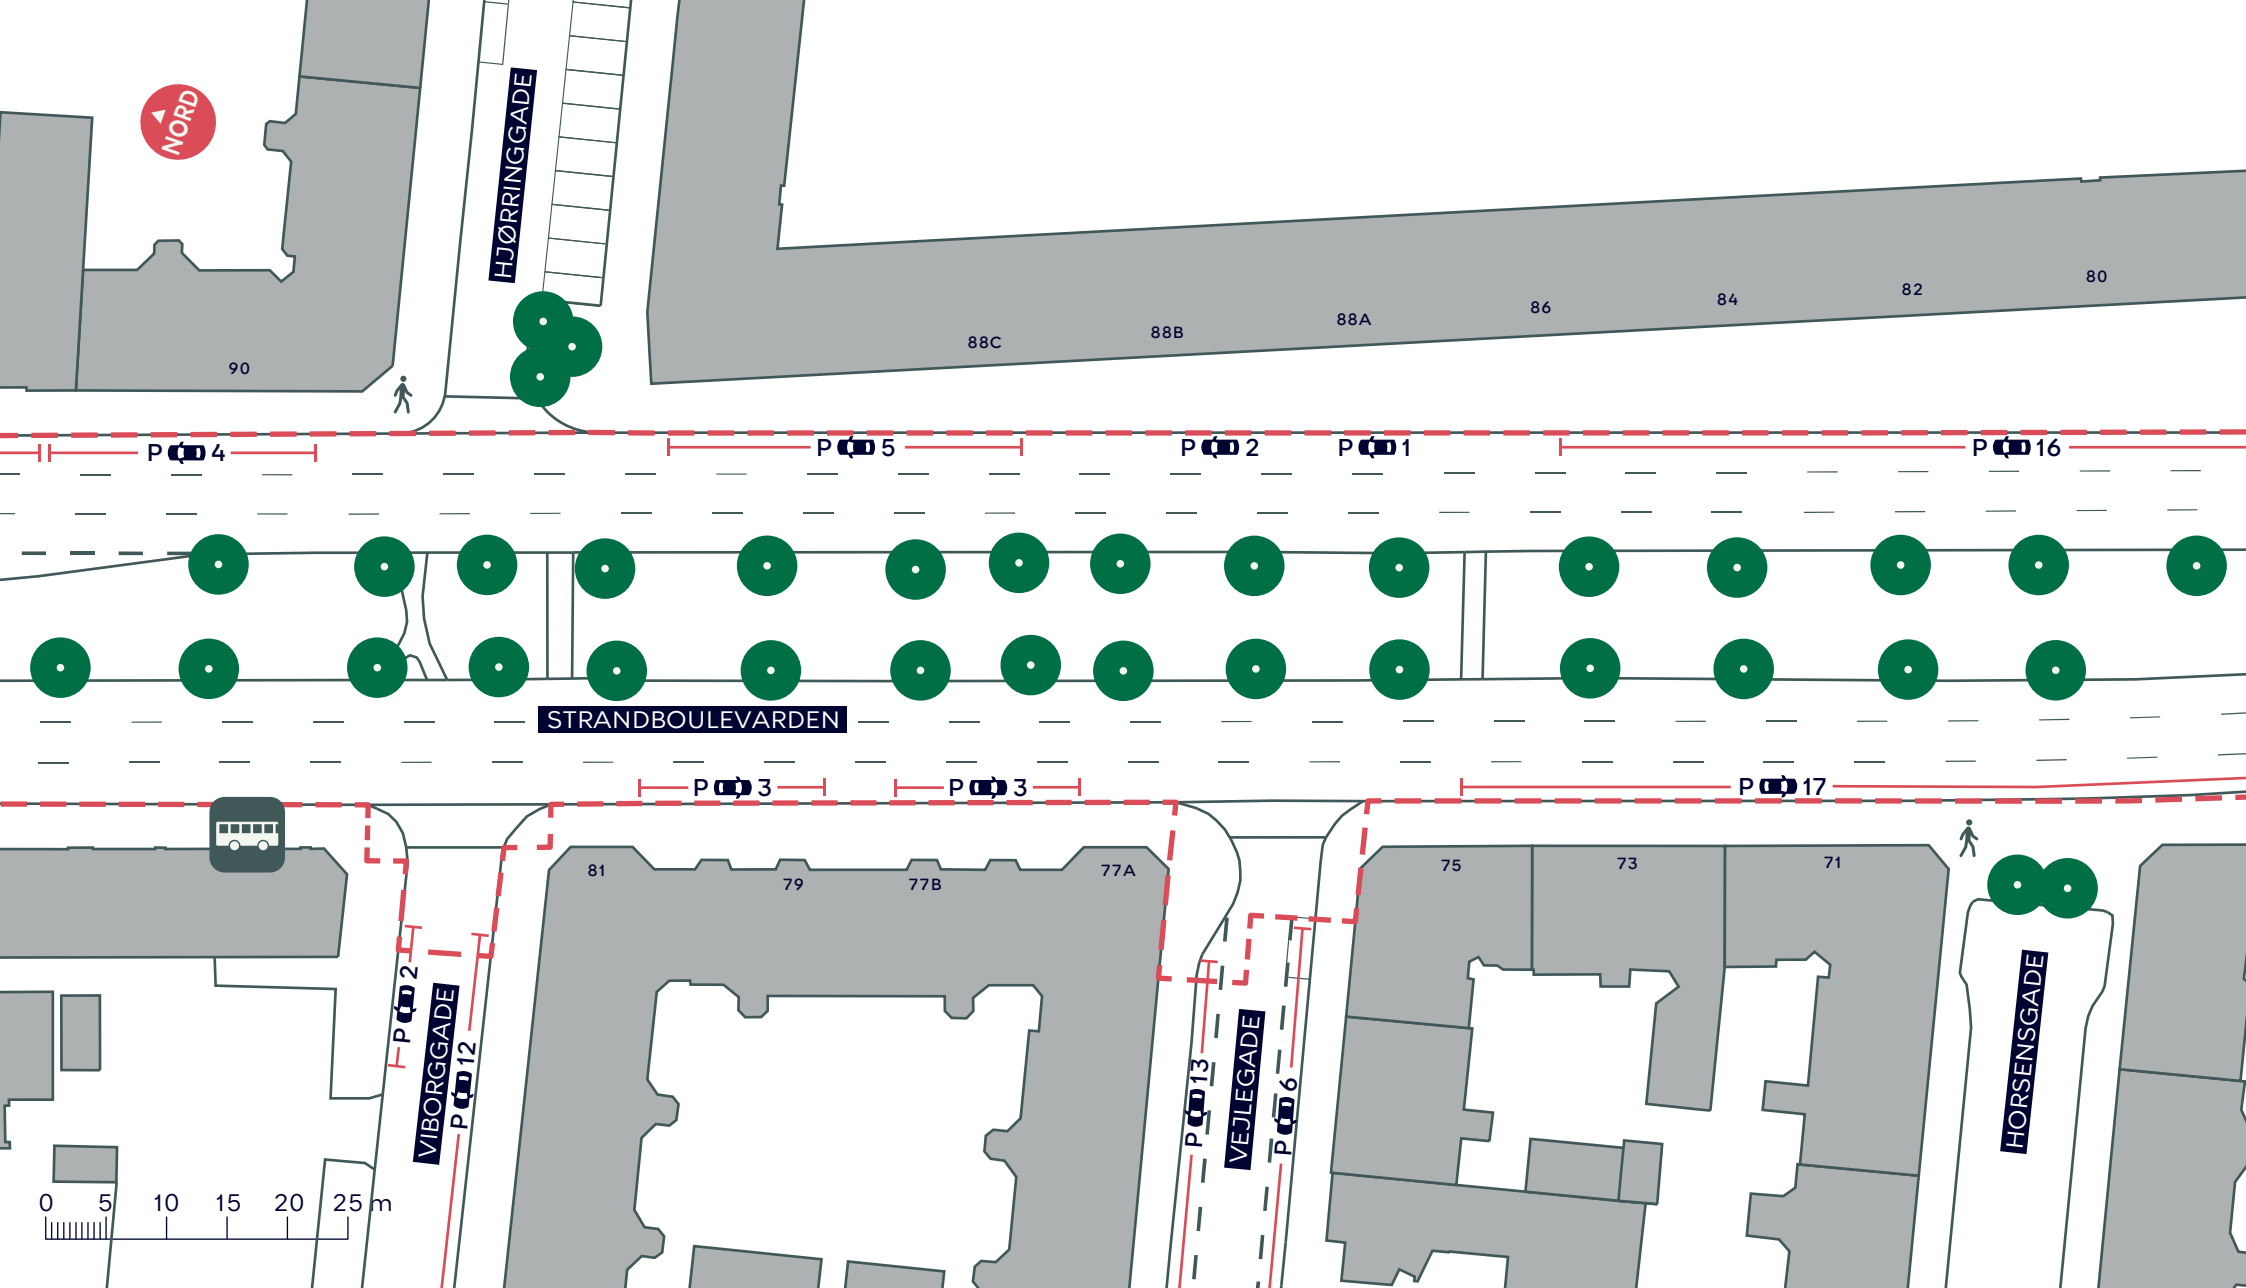 NORD
HJØRRINGGADE
80
82
84
86
88A
88B
88C
90
P 4
P 5
P 2
P 1
P 16
STRANDBOULEVARDEN
P 3
P 3
P 17
81
79
77B
77A
75
73
71
P 2
VIBORGGADE
P 12
P 13
VEJLEGADE
P 6
HORSENSGADE
0 5 10 15 20 25 m